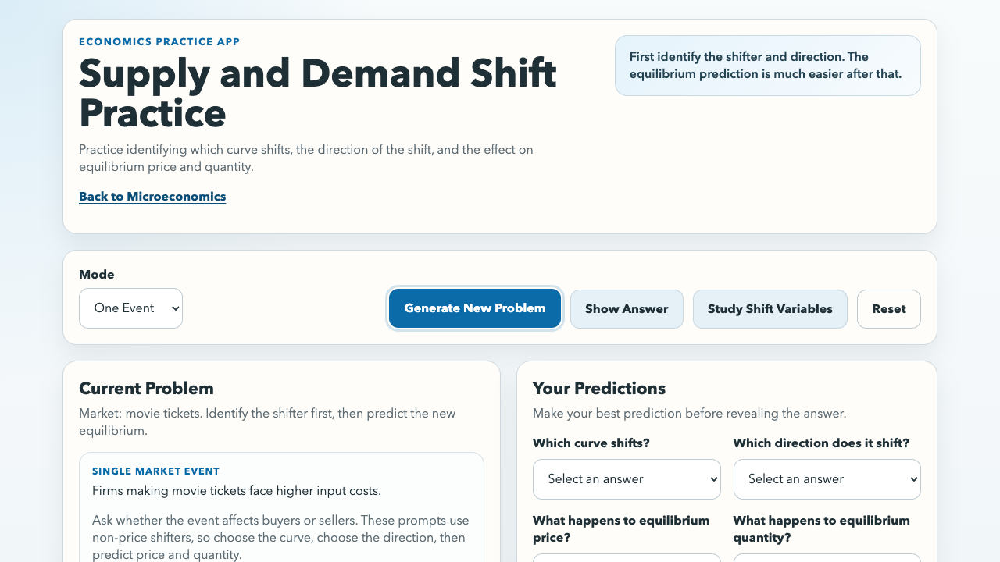 ECONOMICS PRACTICE APP
Supply and Demand Shift
Practice
Practice identifying which curve shifts, the direction of the shift, and the effect on
equilibrium price and quantity.
Back to Microeconomics
First identify the shifter and direction. The
equilibrium prediction is much easier after that.
Mode
One Event
Generate New Problem
Show Answer
Study Shift Variables
Reset
Current Problem
Market: movie tickets. Identify the shifter first, then predict the new
equilibrium.
SINGLE MARKET EVENT
Firms making movie tickets face higher input costs.
Ask whether the event affects buyers or sellers. These prompts use
non-price shifters, so choose the curve, choose the direction, then
predict price and quantity.
Your Predictions
Make your best prediction before revealing the answer.
Which curve shifts?
Select an answer
Which direction does it shift?
Select an answer
What happens to equilibrium
price?
What happens to equilibrium
quantity?